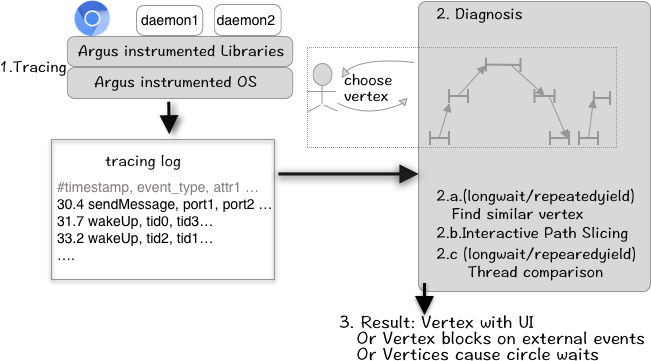 daemon1
daemon2
Argus instrumented Libraries
1.Tracing
Argus instrumented OS
tracing log
#timestamp, event_type, attr1 ...
30.4 sendMessage, port1, port2 ...
31.7 wakeUp, tid0, tid3...
33.2 wakeUp, tid2, tid1...
....
2. Diagnosis
choose
vertex
2.a.(longwait/repeatedyield)
Find similar vertex
2.b.Interactive Path Slicing
2.c (longwait/repearedyield)
Thread comparison
3. Result: Vertex with UI
Or Vertex blocks on external events
Or Vertices cause circle waits